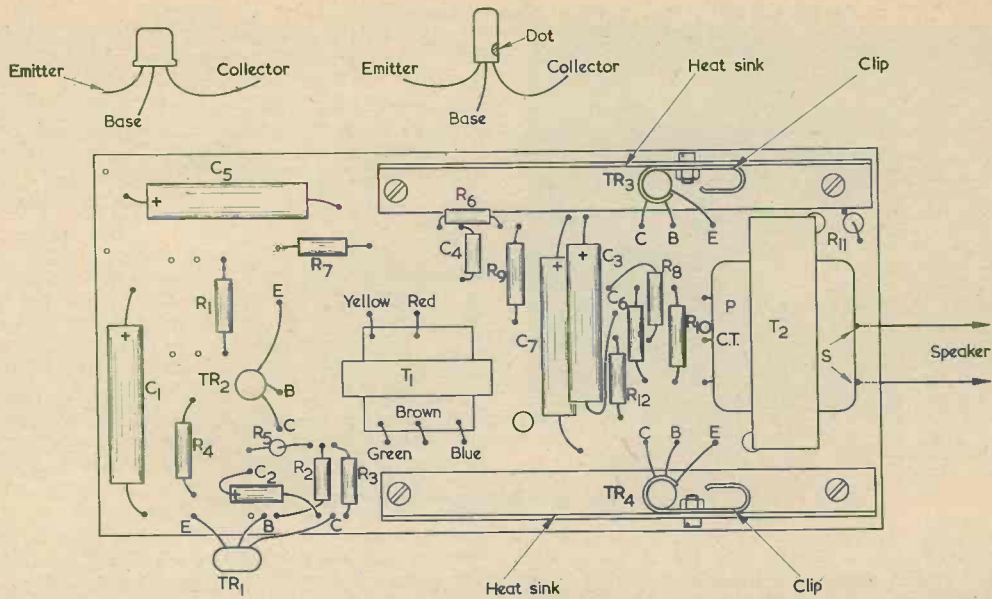 Dot
Emitter
Collector
Base
Emitter
Collector
Base
Heat sink
Clip
C5
TR3
R6
C B E
R11
C4
R7
R9
C3
R8
R1
E
Yellow Red
C6
P
T2
R10
C.T.
S
Speaker
C7
C1
TR2
B
T1
R12
C
Brown
R4
R5
Green
Blue
C B E
C2
R2
R3
TR4
E B C
TR1
Heat sink
Clip
+
+
+
+
+